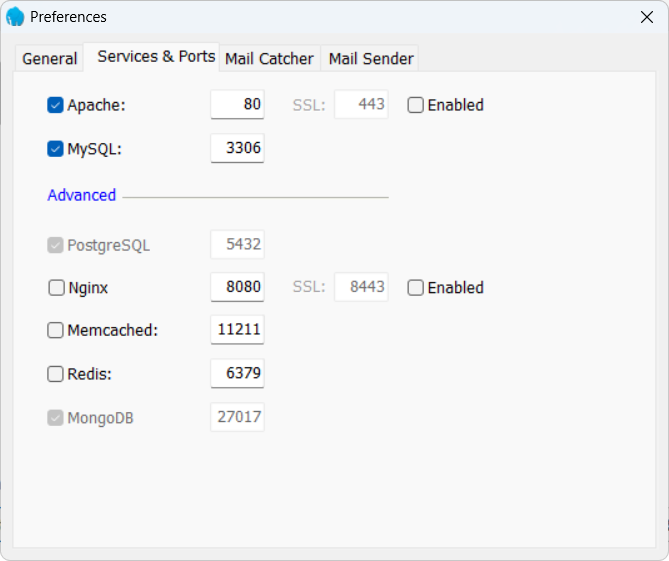 Preferences
General Services & Ports Mail Catcher Mail Sender
Apache: 80 SSL: 443 Enabled
MySQL: 3306
Advanced
PostgreSQL 5432
Nginx 8080 SSL: 8443 Enabled
Memcached: 11211
Redis: 6379
MongoDB 27017